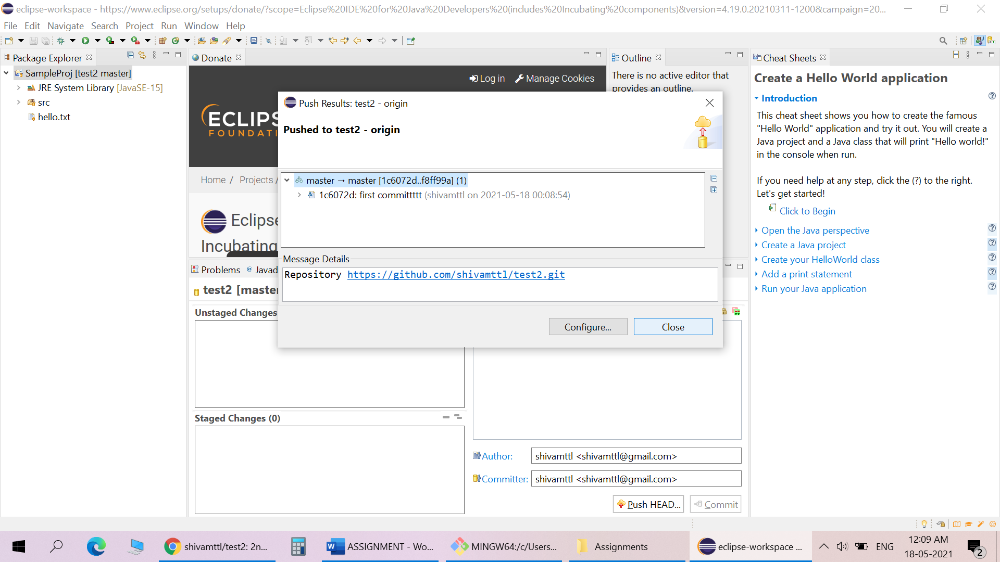 eclipse-workspace - https://www.eclipse.org/setups/donate/?scope=Eclipse%20IDE%20for%20Java%20Developers%20(includes%20Incubating%20components)&version=4.19.0.20210311-1200&campaign=20...
File Edit Navigate Search Project Run Window Help
Package Explorer
SampleProj [test2 master]
JRE System Library [JavaSE-15]
src
hello.txt
Donate
Log in Manage Cookies
ECLIPS
FOUNDATI
Home / Projects /
Eclipse
Incubating
Outline
There is no active editor that
provides an outline.
Push Results: test2 - origin
Pushed to test2 - origin
master → master [1c6072d..f8ff99a] (1)
1c6072d: first committttt (shivamttl on 2021-05-18 00:08:54)
Message Details
Repository https://github.com/shivamttl/test2.git
Configure...
Close
Problems @ Javad
test2 [master
Unstaged Changes
Staged Changes (0)
Author: shivamttl <shivamttl@gmail.com>
Committer: shivamttl <shivamttl@gmail.com>
Push HEAD...
Commit
Cheat Sheets
Create a Hello World application
Introduction
This cheat sheet shows you how to create the famous
"Hello World" application and try it out. You will create a
Java project and a Java class that will print "Hello world!"
in the console when run.
If you need help at any step, click the (?) to the right.
Let's get started!
Click to Begin
Open the Java perspective
Create a Java project
Create your HelloWorld class
Add a print statement
Run your Java application
shivamttl/test2: 2n...
ASSIGNMENT - Wo...
MINGW64:/c/Users...
Assignments
eclipse-workspace ...
ENG
12:09 AM
18-05-2021
2